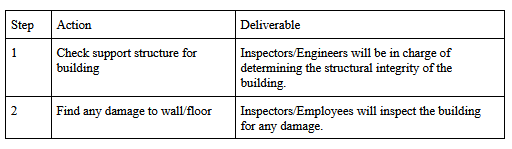 Step Action Deliverable
1 Check support structure for Inspectors/Engineers will be in charge of
building determining the structural integrity of the
building.
2 Find any damage to wall/floor Inspectors/Employees will inspect the building
for any damage.